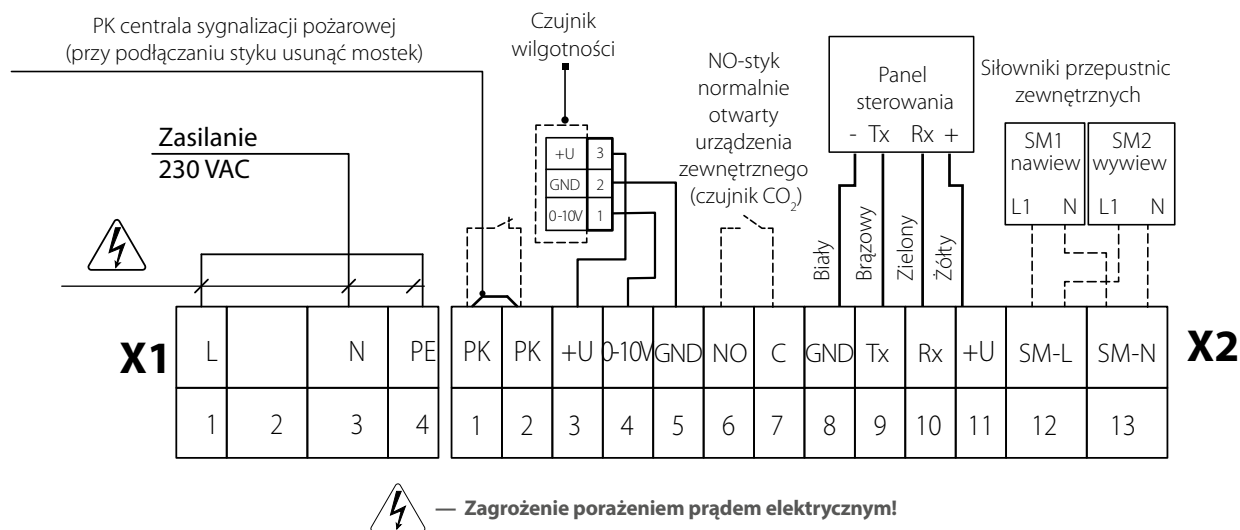 PK centrala sygnalizacji pożarowej
(przy podłączaniu styku usunąć mostek)
Zasilanie
230 VAC
Czujnik
wilgotności
+U 3
GND 2
0-10V 1
NO-styk
normalnie
otwarty
urządzenia
zewnętrznego
(czujnik CO₂)
Panel
sterowania
- Tx Rx +
Biały
Brązowy
Zielony
Żółty
Siłowniki przepustnic
zewnętrznych
SM1
nawiew
L1 N
SM2
wywiew
L1 N
X1
L N PE
1 2 3 4
PK PK +U 0-10V GND NO C GND Tx Rx +U SM-L SM-N
1 2 3 4 5 6 7 8 9 10 11 12 13
X2
— Zagrożenie porażeniem prądem elektrycznym!